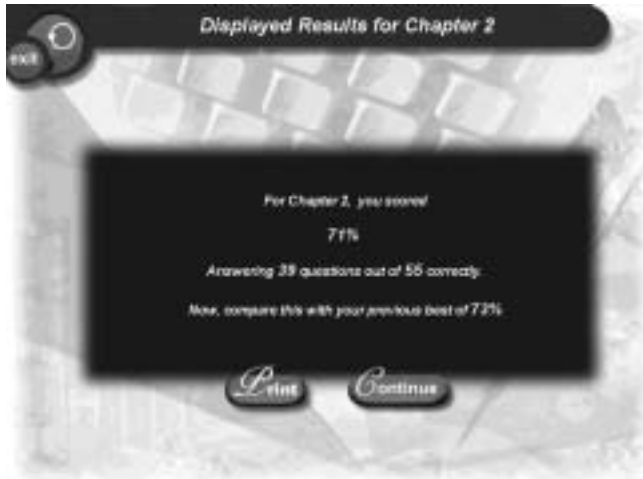 Displayed Results for Chapter 2
exit
For Chapter 2, you scored
71%
Answering 39 questions out of 55 correctly.
Now, compare this with your previous best of 73%
Print
Continue